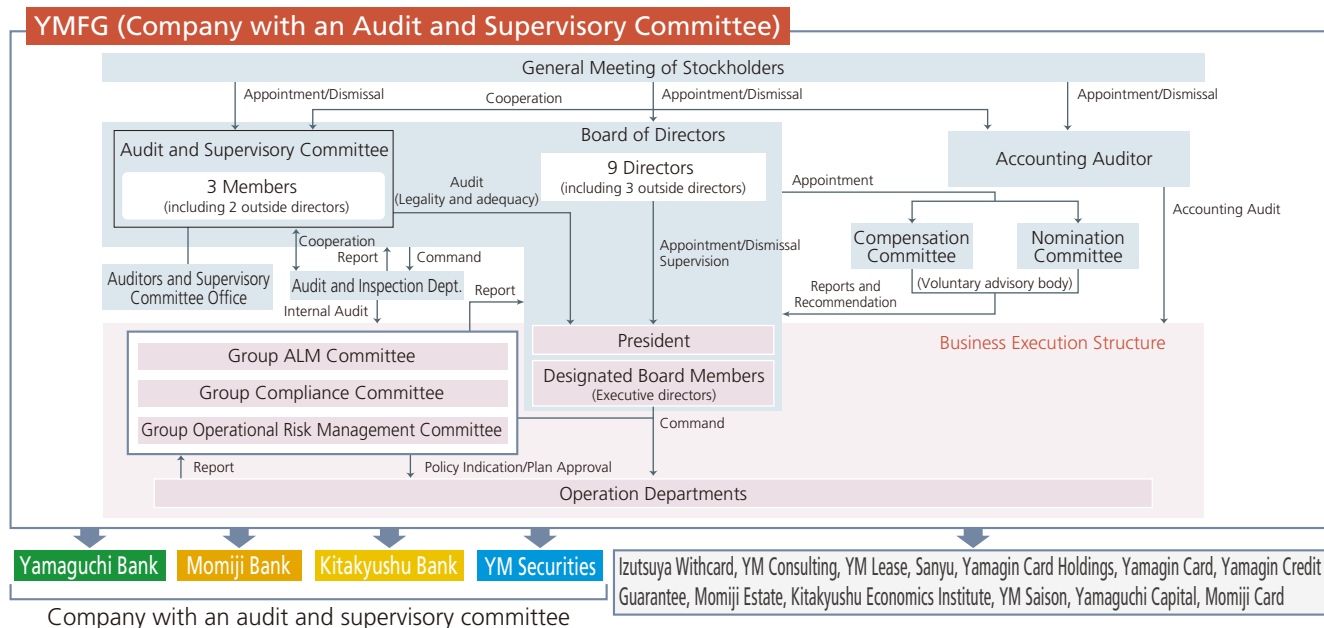 YMFG (Company with an Audit and Supervisory Committee)
General Meeting of Stockholders
Appointment/Dismissal
Cooperation
Appointment/Dismissal
Appointment/Dismissal
Board of Directors
Audit and Supervisory Committee
3 Members
(including 2 outside directors)
9 Directors
(including 3 outside directors)
Accounting Auditor
Audit
(Legality and adequacy)
Appointment
Accounting Audit
Cooperation
Report
Command
Appointment/Dismissal
Supervision
Compensation
Committee
Nomination
Committee
(Voluntary advisory body)
Auditors and Supervisory
Committee Office
Audit and Inspection Dept.
Report
Reports and
Recommendation
Internal Audit
Business Execution Structure
President
Group ALM Committee
Designated Board Members
(Executive directors)
Group Compliance Committee
Group Operational Risk Management Committee
Command
Report
Policy Indication/Plan Approval
Operation Departments
Yamaguchi Bank
Momiji Bank
Kitakyushu Bank
YM Securities
Izutsuya Withcard, YM Consulting, YM Lease, Sanyu, Yamagin Card Holdings, Yamagin Card, Yamagin Credit
Guarantee, Momiji Estate, Kitakyushu Economics Institute, YM Saison, Yamaguchi Capital, Momiji Card
Company with an audit and supervisory committee